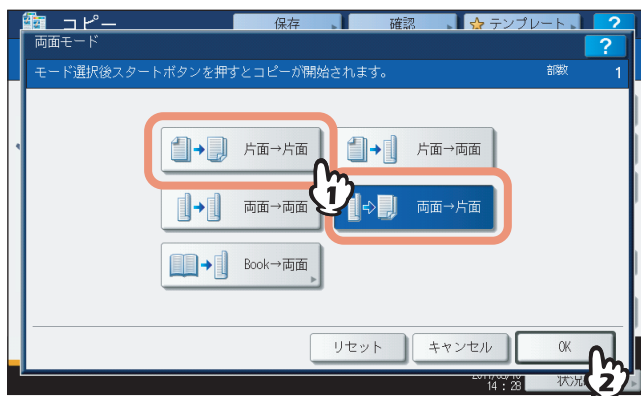 コピー 保存 確認 テンプレート ?
両面モード ?
モード選択後スタートボタンを押すとコピーが開始されます。 部数 1
片面→片面 片面→両面
1
両面→両面 両面→片面
Book→両面
リセット キャンセル OK
2
14:28 状況